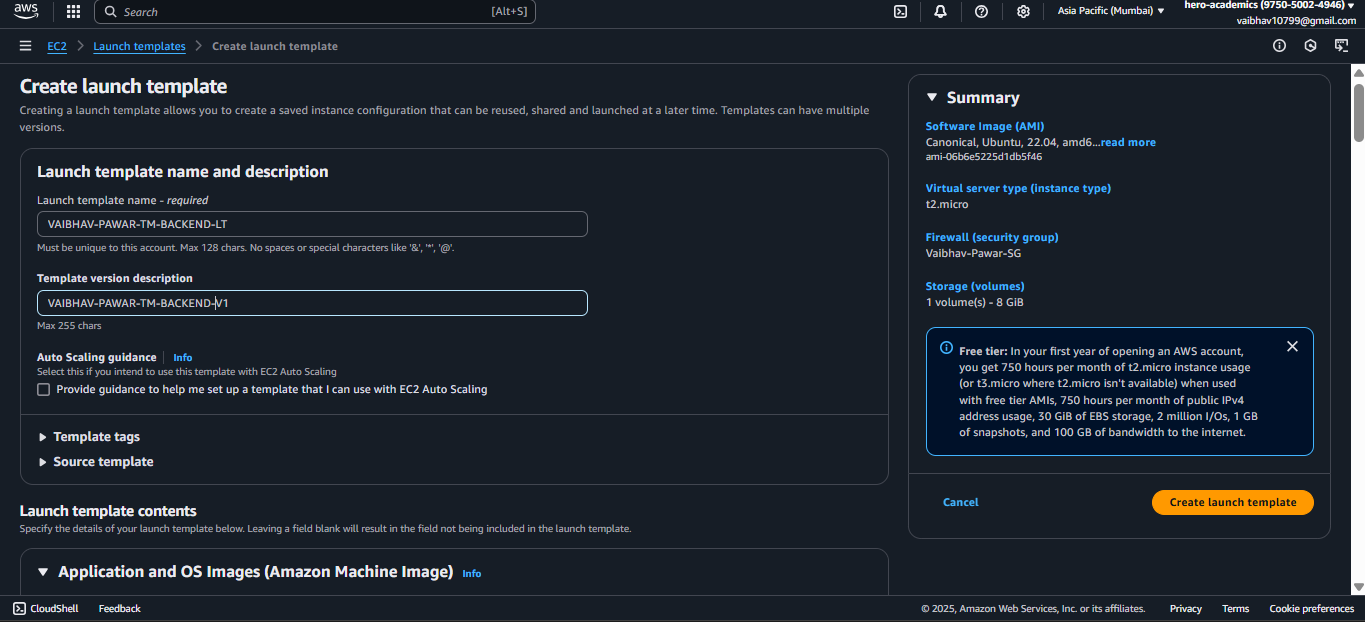 aws
Search
[Alt+S]
Asia Pacific (Mumbai)
hero-academics (9750-5002-4946)
vaibhav10799@gmail.com
EC2
Launch templates
Create launch template
Create launch template
Creating a launch template allows you to create a saved instance configuration that can be reused, shared and launched at a later time. Templates can have multiple
versions.
Launch template name and description
Launch template name - required
VAIBHAV-PAWAR-TM-BACKEND-LT
Must be unique to this account. Max 128 chars. No spaces or special characters like '&', '*', '@'.
Template version description
VAIBHAV-PAWAR-TM-BACKEND-V1
Max 255 chars
Auto Scaling guidance
Info
Select this if you intend to use this template with EC2 Auto Scaling
Provide guidance to help me set up a template that I can use with EC2 Auto Scaling
Template tags
Source template
Launch template contents
Specify the details of your launch template below. Leaving a field blank will result in the field not being included in the launch template.
Application and OS Images (Amazon Machine Image)
Info
Summary
Software Image (AMI)
Canonical, Ubuntu, 22.04, amd6...read more
ami-06b6e5225d1db5f46
Virtual server type (instance type)
t2.micro
Firewall (security group)
Vaibhav-Pawar-SG
Storage (volumes)
1 volume(s) - 8 GiB
Free tier: In your first year of opening an AWS account,
you get 750 hours per month of t2.micro instance usage
(or t3.micro where t2.micro isn't available) when used
with free tier AMIs, 750 hours per month of public IPv4
address usage, 30 GiB of EBS storage, 2 million I/Os, 1 GB
of snapshots, and 100 GB of bandwidth to the internet.
Cancel
Create launch template
CloudShell
Feedback
© 2025, Amazon Web Services, Inc. or its affiliates.
Privacy
Terms
Cookie preferences